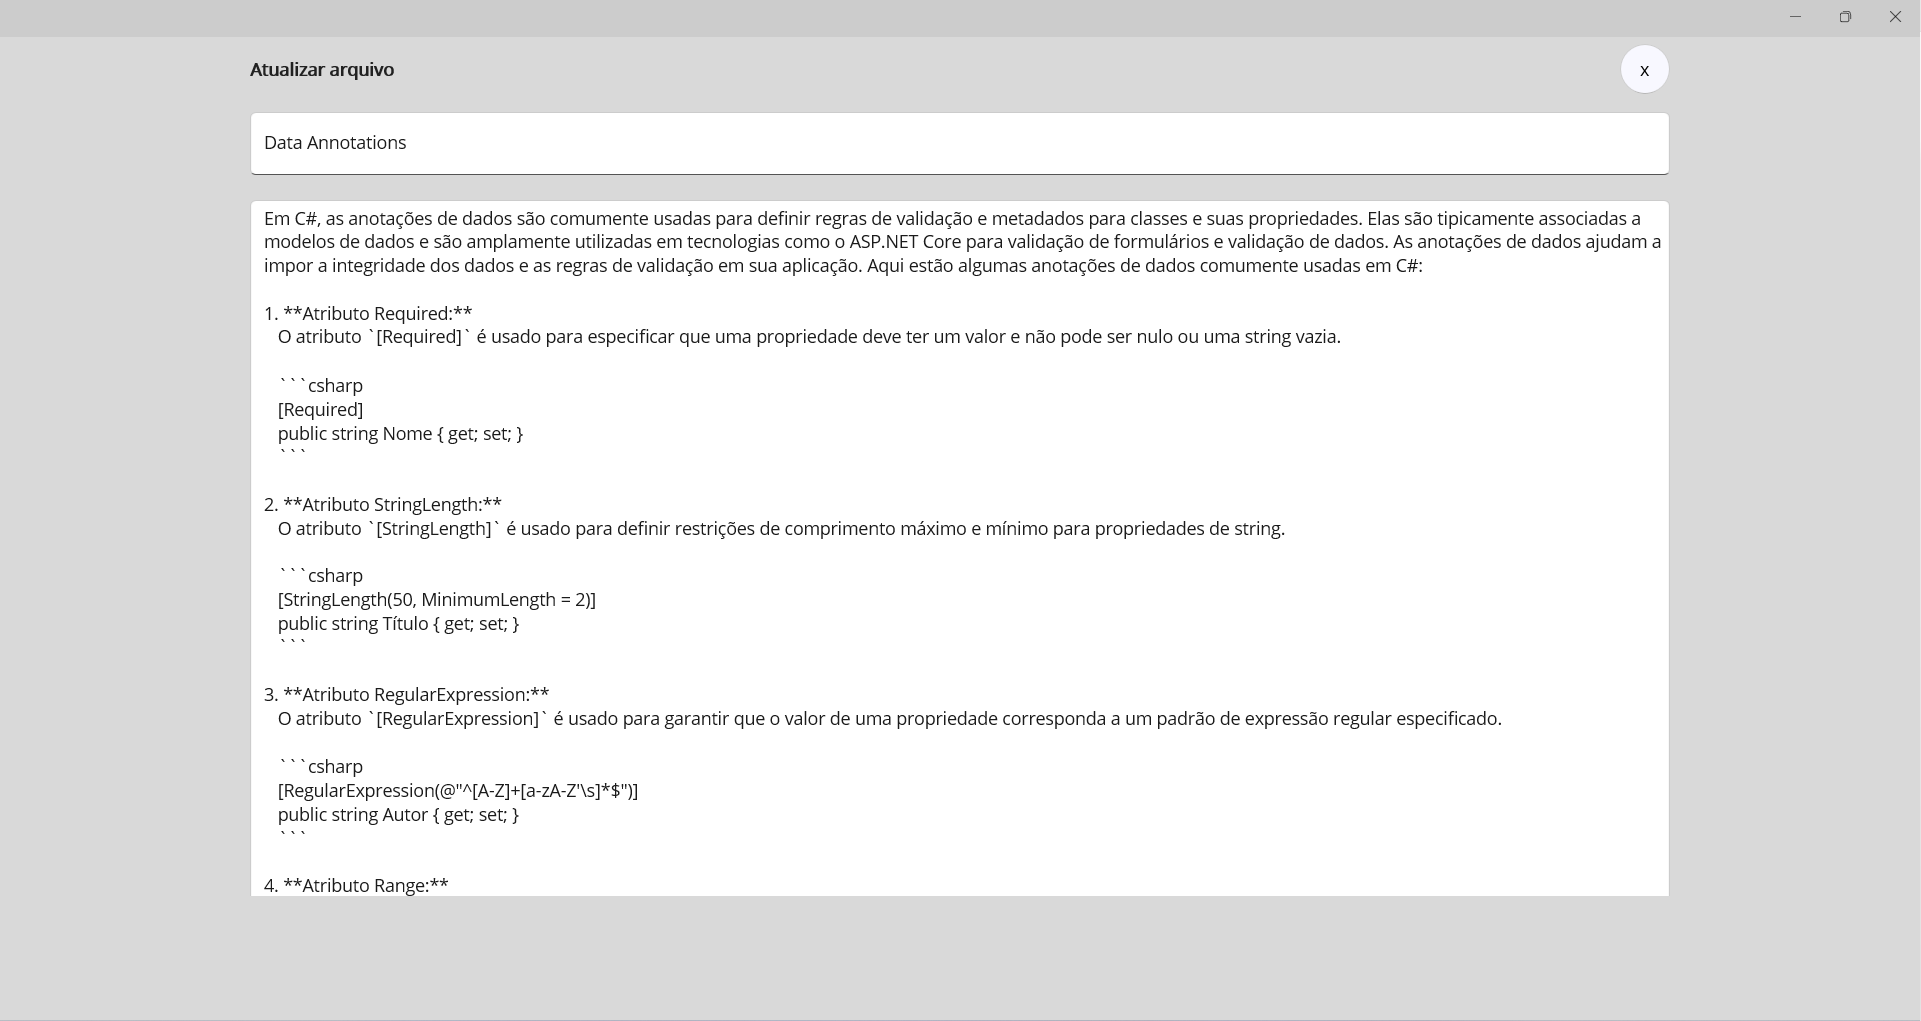 Atualizar arquivo
x
Data Annotations
Em C#, as anotações de dados são comumente usadas para definir regras de validação e metadados para classes e suas propriedades. Elas são tipicamente associadas a
modelos de dados e são amplamente utilizadas em tecnologias como o ASP.NET Core para validação de formulários e validação de dados. As anotações de dados ajudam a
impor a integridade dos dados e as regras de validação em sua aplicação. Aqui estão algumas anotações de dados comumente usadas em C#:
1. **Atributo Required:**
O atributo `[Required]` é usado para especificar que uma propriedade deve ter um valor e não pode ser nulo ou uma string vazia.
```csharp
[Required]
public string Nome { get; set; }
```
2. **Atributo StringLength:**
O atributo `[StringLength]` é usado para definir restrições de comprimento máximo e mínimo para propriedades de string.
```csharp
[StringLength(50, MinimumLength = 2)]
public string Título { get; set; }
```
3. **Atributo RegularExpression:**
O atributo `[RegularExpression]` é usado para garantir que o valor de uma propriedade corresponda a um padrão de expressão regular especificado.
```csharp
[RegularExpression(@"^[A-Z]+[a-zA-Z'\s]*$")]
public string Autor { get; set; }
```
4. **Atributo Range:**